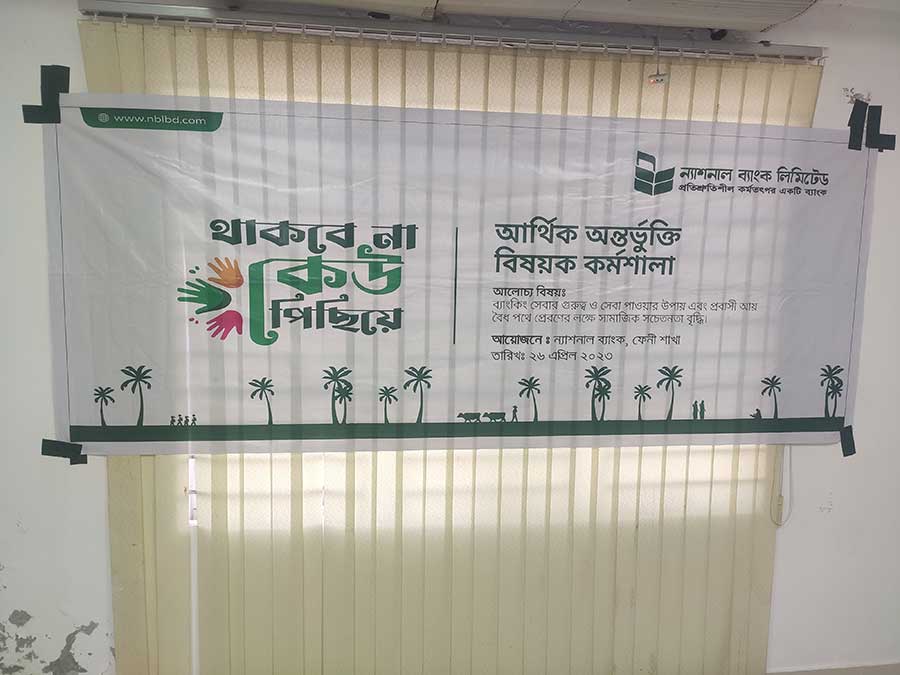 www.nblbd.com
ন্যাশনাল ব্যাংক লিমিটেড
প্রতিশ্রুতিশীল কর্মতৎপর একটি ব্যাংক
থাকবে না
কেউ
পিছিয়ে
আর্থিক অন্তর্ভুক্তি
বিষয়ক কর্মশালা
আলোচ্য বিষয়ঃ
ব্যাংকিং সেবার গুরুত্ব ও সেবা পাওয়ার উপায় এবং প্রবাসী আয়
বৈধ পথে প্রেরণের লক্ষে সামাজিক সচেতনতা বৃদ্ধি।
আয়োজনে ঃ ন্যাশনাল ব্যাংক, ফেনী শাখা
তারিখঃ ২৬ এপ্রিল ২০২৩